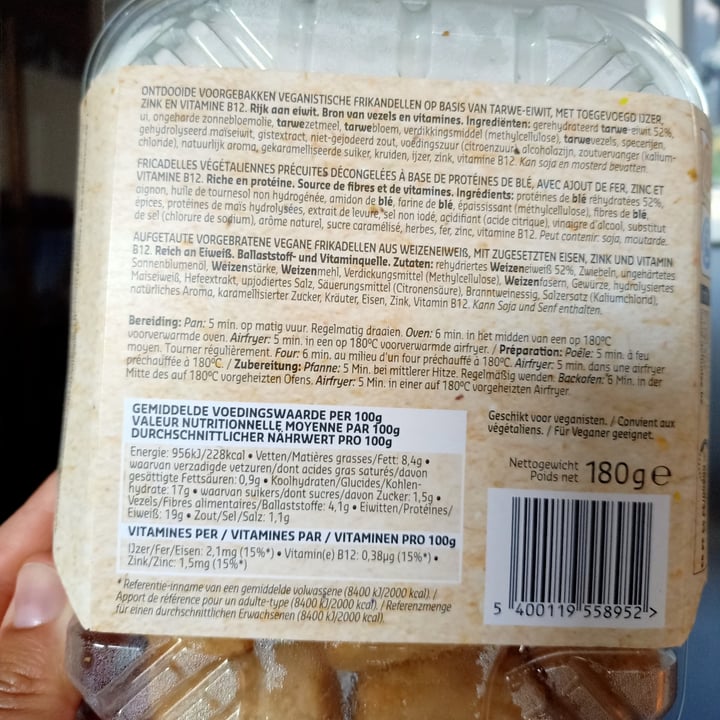 ONTDOOIDE VOORGEBAKKEN VEGANISTISCHE FRIKANDELLEN OP BASIS VAN TARWE-EIWIT, MET TOEGEVOEGD IJZER,
ZINK EN VITAMINE B12. Rijk aan eiwit. Bron van vezels en vitamines. Ingrediënten: gerehydrateerd tarwe-eiwit 52%,
ui, ongeharde zonnebloemolie, tarwezetmeel, tarwebloem, verdikkingsmiddel (methylcellulose), tarwevezels, specerijen,
gehydrolyseerd maïseiwit, gistextract, niet-gejodeerd zout, voedingszuur (citroenzuur), alcoholazijn, zoutvervanger (kalium-
chloride), natuurlijk aroma, gekaramelliseerde suiker, kruiden, ijzer, zink, vitamine B12. Kan soja en mosterd bevatten.
FRICADELLES VÉGÉTALIENNES PRÉCUITES DÉCONGELÉES À BASE DE PROTÉINES DE BLÉ, AVEC AJOUT DE FER, ZINC ET
VITAMINE B12. Riche en protéine. Source de fibres et de vitamines. Ingrédients: protéines de blé réhydratées 52%,
oignon, huile de tournesol non hydrogénée, amidon de blé, farine de blé, épaississant (méthylcellulose), fibres de blé,
épices, protéines de maïs hydrolysées, extrait de levure, sel non iodé, acidifiant (acide citrique), vinaigre d'alcool, substitut
de sel (chlorure de sodium), arôme naturel, sucre caramélisé, herbes, fer, zinc, vitamine B12. Peut contenir: soja, moutarde.
AUFGETAUTE VORGEBRATENE VEGANE FRIKADELLEN AUS WEIZENEIWEIß, MIT ZUGESETZTEN EISEN, ZINK UND VITAMIN
B12. Reich an Eiweiß. Ballaststoff- und Vitaminquelle. Zutaten: rehydriertes Weizeneiweiß 52%, Zwiebeln, ungehärtetes
Sonnenblumenöl, Weizenstärke, Weizenmehl, Verdickungsmittel (Methylcellulose), Weizenfasern, Gewürze, hydrolysiertes
Maiseiweiß, Hefeextrakt, unjodiertes Salz, Säuerungsmittel (Citronensäure), Branntweinessig, Salzersatz (Kaliumchlorid),
natürliches Aroma, karamellisierter Zucker, Kräuter, Eisen, Zink, Vitamin B12. Kann Soja und Senf enthalten.
Bereiding: Pan: 5 min. op matig vuur. Regelmatig draaien. Oven: 6 min. in het midden van een op 180ºC
voorverwarmde oven. Airfryer: 5 min. in een op 180ºC voorverwarmde airfryer. / Préparation: Poêle: 5 min. à feu
moyen. Tourner régulièrement. Four: 6 min. au milieu d'un four préchauffé à 180ºC. Airfryer: 5 min. dans une airfryer
préchauffée à 180ºC. / Zubereitung: Pfanne: 5 Min. bei mittlerer Hitze. Regelmäßig wenden. Backofen: 6 Min. in der
Mitte des auf 180ºC vorgeheizten Ofens. Airfryer: 5 Min. in einer auf 180ºC vorgeheizten Airfryer.
GEMIDDELDE VOEDINGSWAARDE PER 100g
VALEUR NUTRITIONNELLE MOYENNE PAR 100g
DURCHSCHNITTLICHER NÄHRWERT PRO 100g
Energie: 956kJ/228kcal • Vetten/Matières grasses/Fett: 8,4g •
waarvan verzadigde vetzuren/dont acides gras saturés/davon
gesättigte Fettsäuren: 0,9g • Koolhydraten/Glucides/Kohlen-
hydrate: 17g • waarvan suikers/dont sucres/davon Zucker: 1,5g •
Vezels/Fibres alimentaires/Ballaststoffe: 4,1g • Eiwitten/Protéines/
Eiweiß: 19g • Zout/Sel/Salz: 1,1g
VITAMINES PER / VITAMINES PAR / VITAMINEN PRO 100g
IJzer/Fer/Eisen: 2,1mg (15%*) • Vitamin(e) B12: 0,38µg (15%*) •
Zink/Zinc: 1,5mg (15%*)
* Referentie-inname van een gemiddelde volwassene (8400 kJ/2000 kcal). /
Apport de référence pour un adulte-type (8400 kJ/2000 kcal). / Referenzmenge
für einen durchschnittlichen Erwachsenen (8400 kJ/2000 kcal).
Geschikt voor veganisten. / Convient aux
végétaliens. / Für Veganer geeignet.
Nettogewicht
Poids net 180g e
5 400119 558952 >